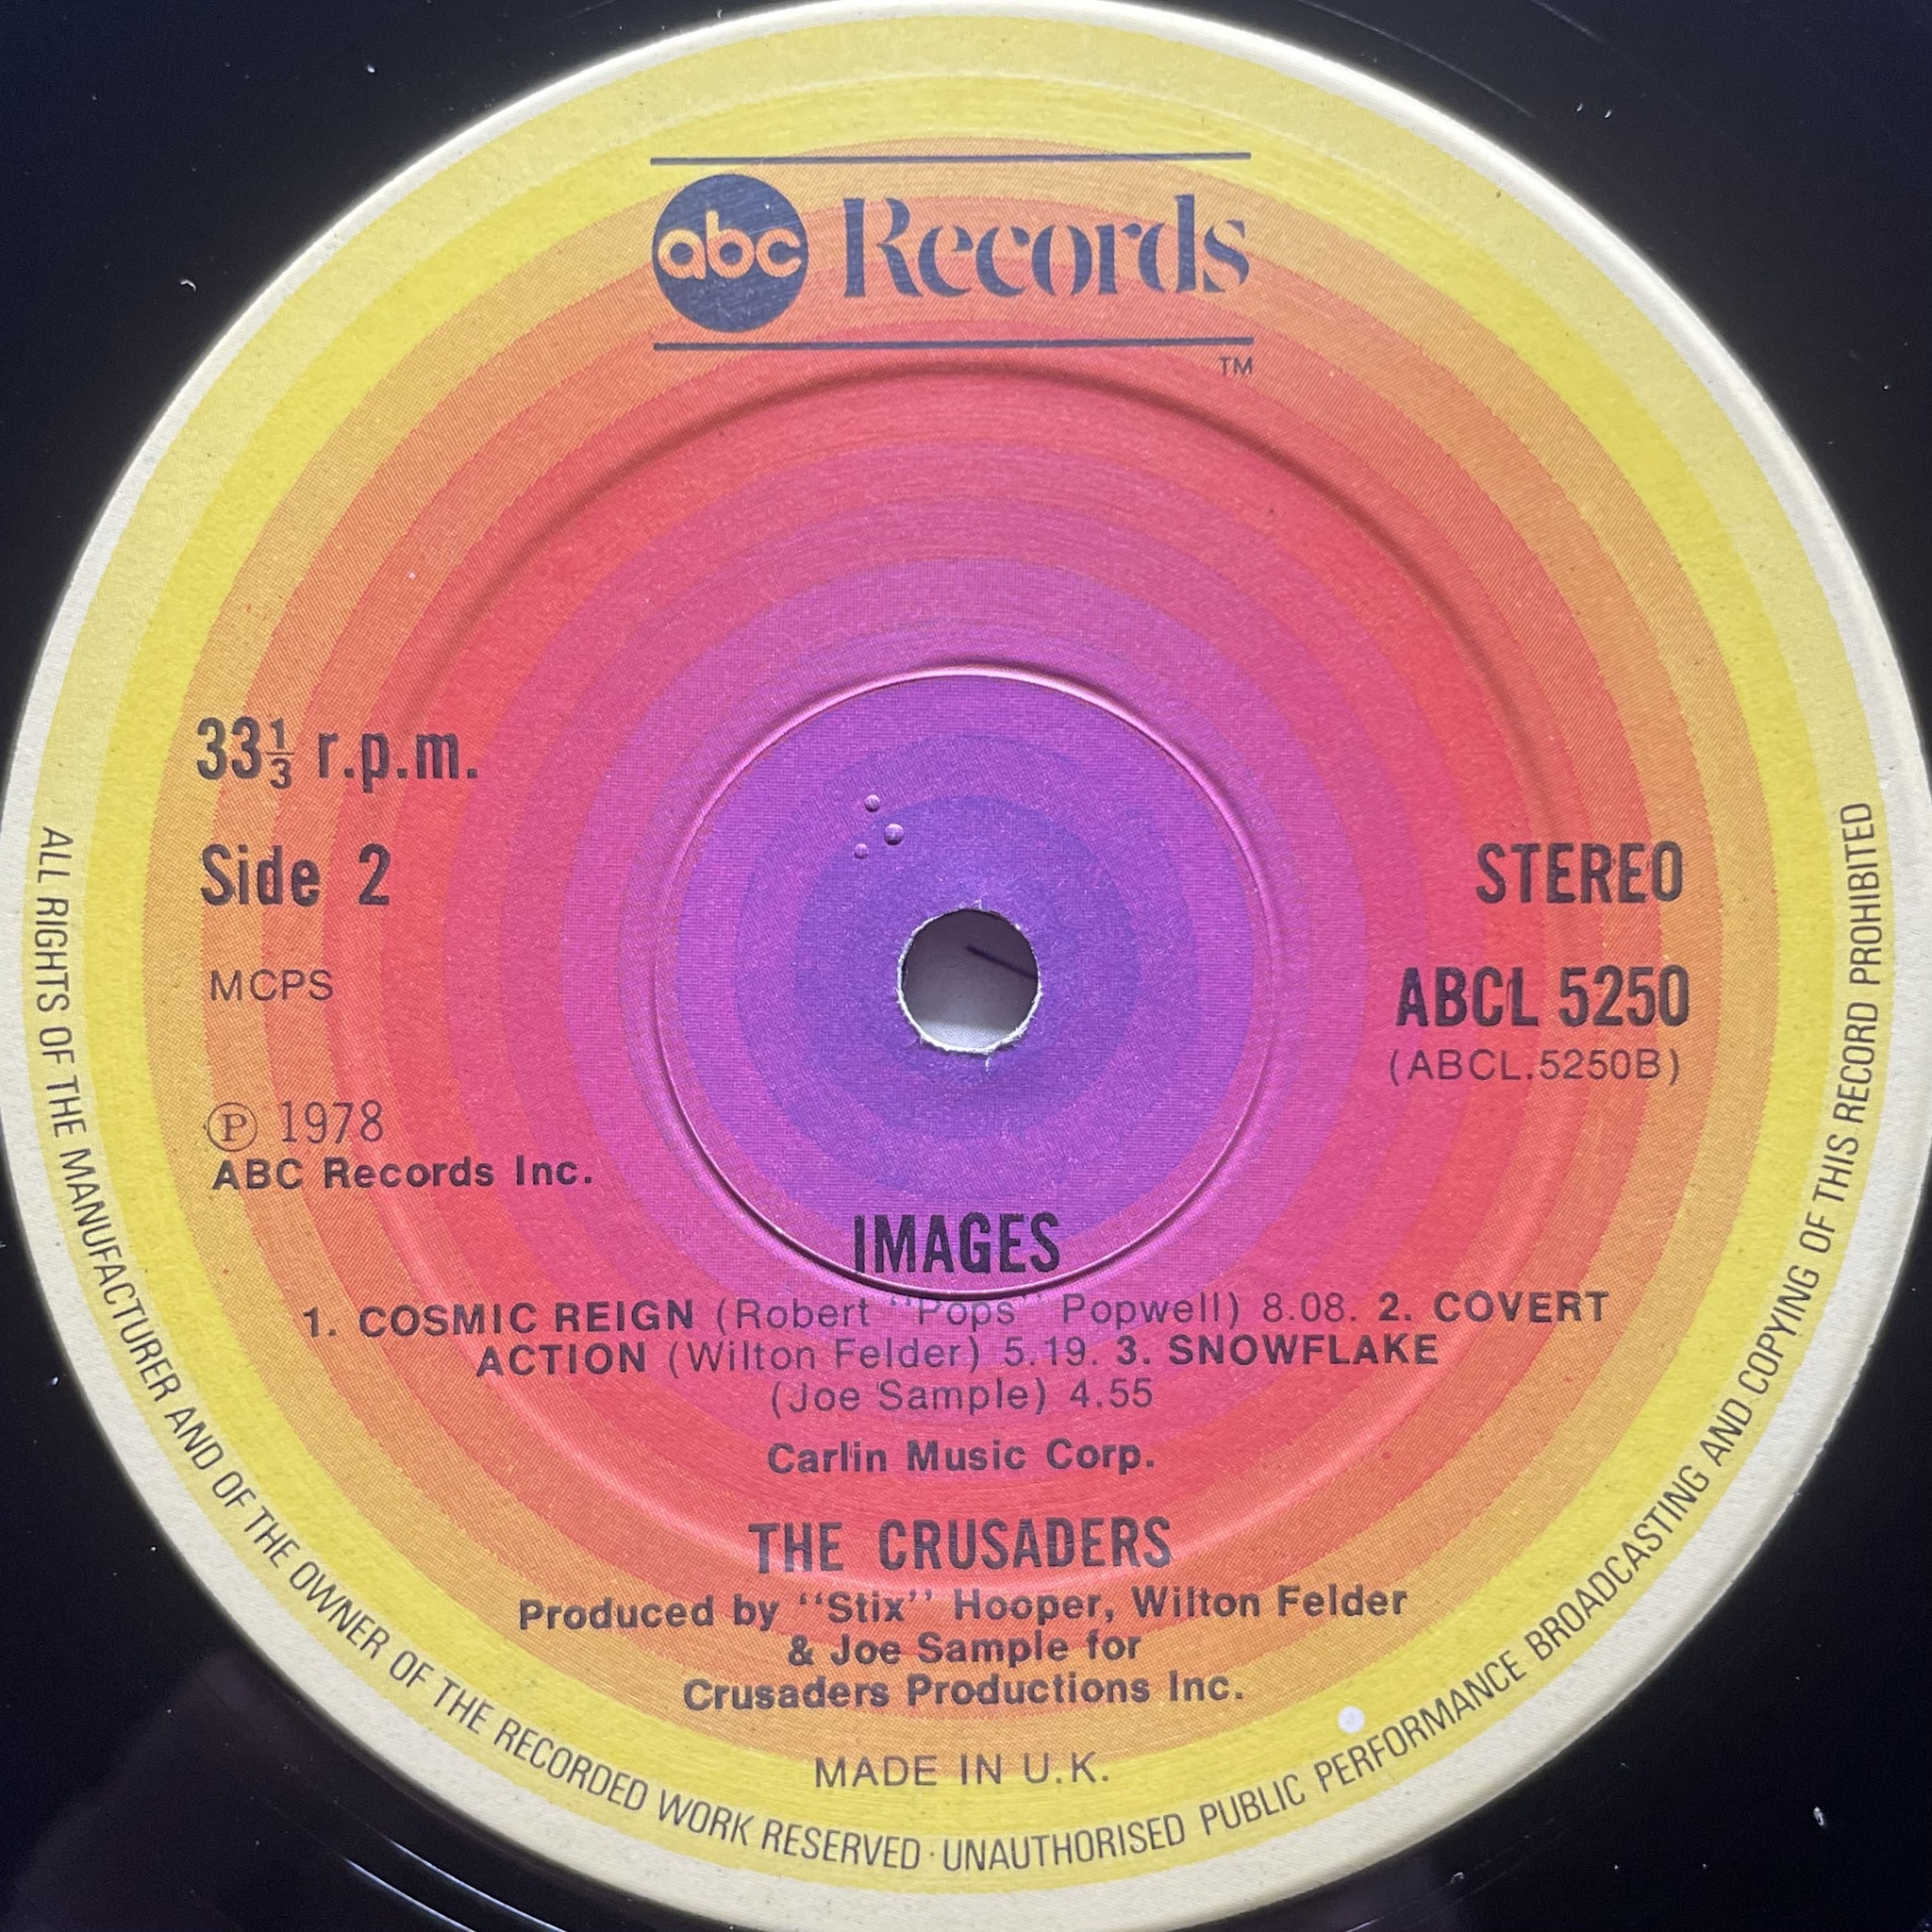 abc Records
TM
33⅓ r.p.m.
Side 2
STEREO
MCPS
ABCL 5250
(ABCL.5250B)
Ⓟ 1978
ABC Records Inc.
IMAGES
1. COSMIC REIGN (Robert "Pops" Popwell) 8.08. 2. COVERT
ACTION (Wilton Felder) 5.19. 3. SNOWFLAKE
(Joe Sample) 4.55
Carlin Music Corp.
THE CRUSADERS
Produced by "Stix" Hooper, Wilton Felder
& Joe Sample for
Crusaders Productions Inc.
MADE IN U.K.
ALL RIGHTS OF THE MANUFACTURER AND OF THE OWNER OF THE RECORDED WORK RESERVED · UNAUTHORISED PUBLIC PERFORMANCE BROADCASTING AND COPYING OF THIS RECORD PROHIBITED